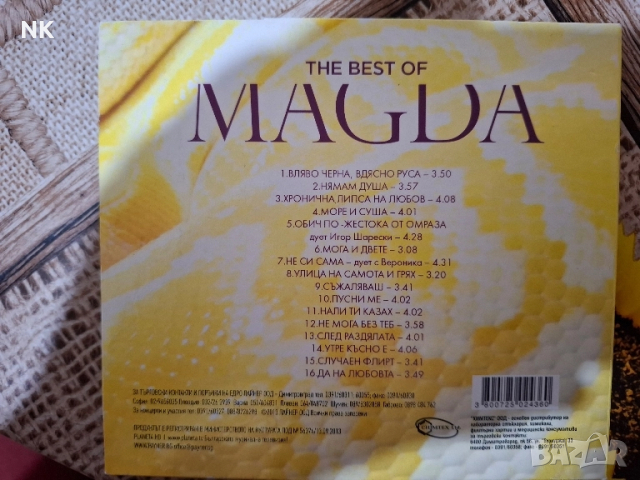 NK
THE BEST OF
MAGDA
1.ВЛЯВО ЧЕРНА, ВДЯСНО РУСА – 3.50
2.НЯМАМ ДУША – 3.57
3.ХРОНИЧНА ЛИПСА НА ЛЮБОВ – 4.08
4.МОРЕ И СУША – 4.01
5.ОБИЧ ПО -ЖЕСТОКА ОТ ОМРАЗА
дует Игор Шарески – 4.28
6.МОГА И ДВЕТЕ – 3.08
7.НЕ СИ САМА – дует с Вероника – 4.31
8.УЛИЦА НА САМОТА И ГРЯХ – 3.20
9.СЪЖАЛЯВАШ – 3.41
10.ПУСНИ МЕ – 4.02
11.НАЛИ ТИ КАЗАХ – 4.02
12.НЕ МОГА БЕЗ ТЕБ – 3.58
13.СЛЕД РАЗДЯЛАТА – 4.01
14.УТРЕ КЪСНО Е – 4.06
15.СЛУЧАЕН ФЛИРТ – 3.41
16.ДА НА ЛЮБОВТА – 3.49
3 800725 024380
bazar